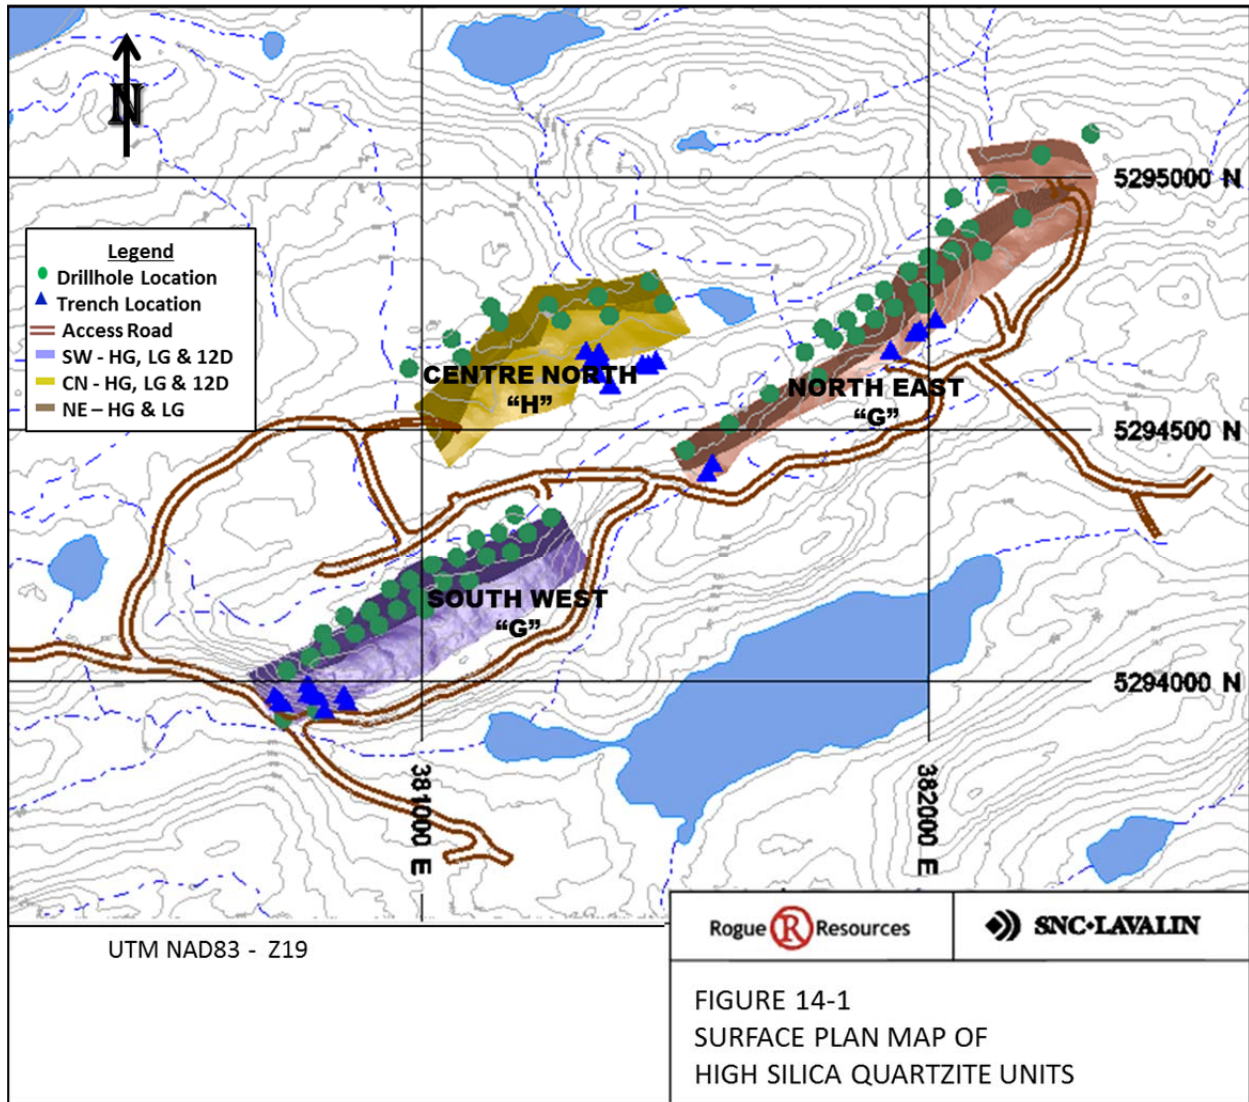 N
5295000 N
Legend
Drillhole Location
Trench Location
Access Road
SW - HG, LG & 12D
CN - HG, LG & 12D
NE – HG & LG
CENTRE NORTH
“H”
NORTH EAST
“G”
5294500 N
SOUTH WEST
“G”
5294000 N
381000 E
382000 E
UTM NAD83 - Z19
Rogue R Resources
SNC•LAVALIN
FIGURE 14-1
SURFACE PLAN MAP OF
HIGH SILICA QUARTZITE UNITS